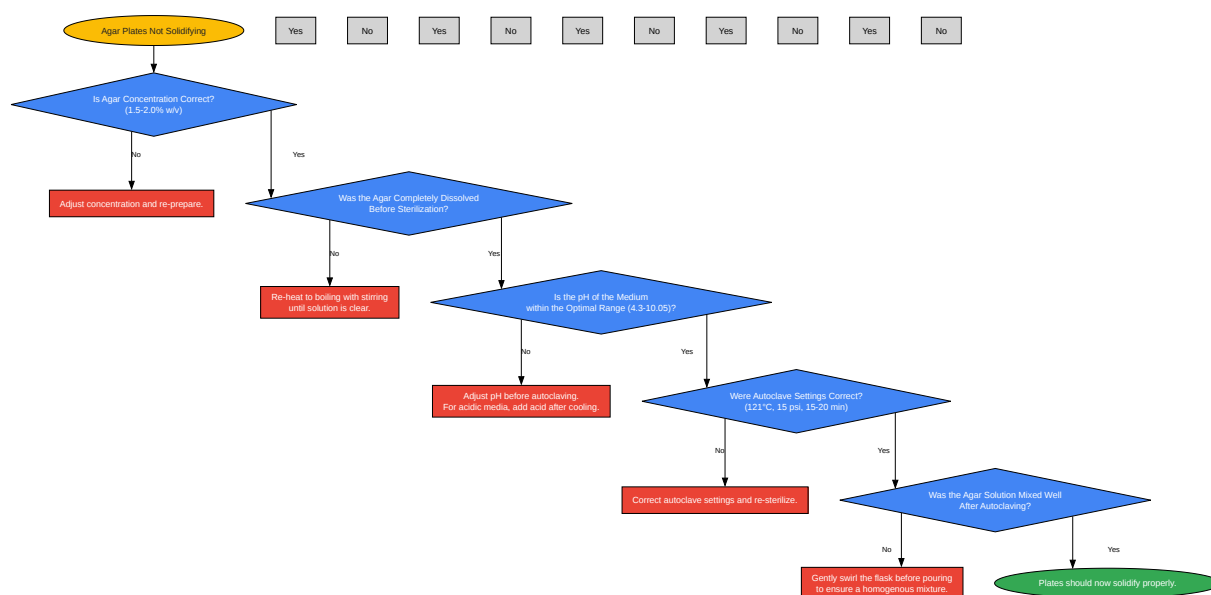 Agar Plates Not Solidifying
Yes
No
Yes
No
Yes
No
Yes
No
Yes
No
Is Agar Concentration Correct?
(1.5-2.0% w/v)
No
Yes
Adjust concentration and re-prepare.
Was the Agar Completely Dissolved
Before Sterilization?
No
Yes
Re-heat to boiling with stirring
until solution is clear.
Is the pH of the Medium
within the Optimal Range (4.3-10.05)?
No
Yes
Adjust pH before autoclaving.
For acidic media, add acid after cooling.
Were Autoclave Settings Correct?
(121°C, 15 psi, 15-20 min)
No
Yes
Correct autoclave settings and re-sterilize.
Was the Agar Solution Mixed Well
After Autoclaving?
No
Yes
Gently swirl the flask before pouring
to ensure a homogenous mixture.
Plates should now solidify properly.